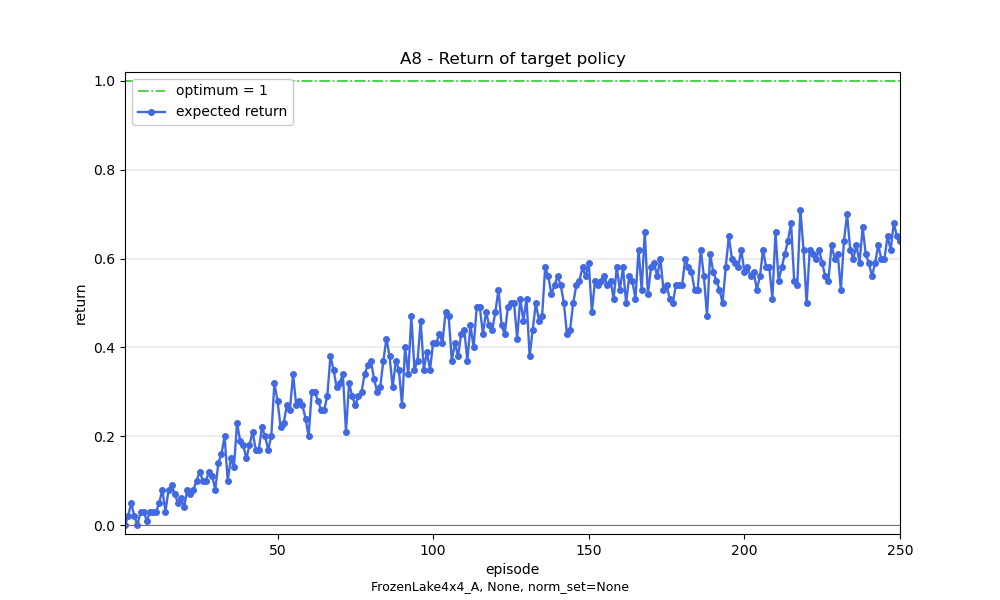 A8 - Return of target policy
optimum = 1
expected return
1.0
0.8
0.6
0.4
0.2
0.0
return
50
100
150
200
250
episode
FrozenLake4x4_A, None, norm_set=None